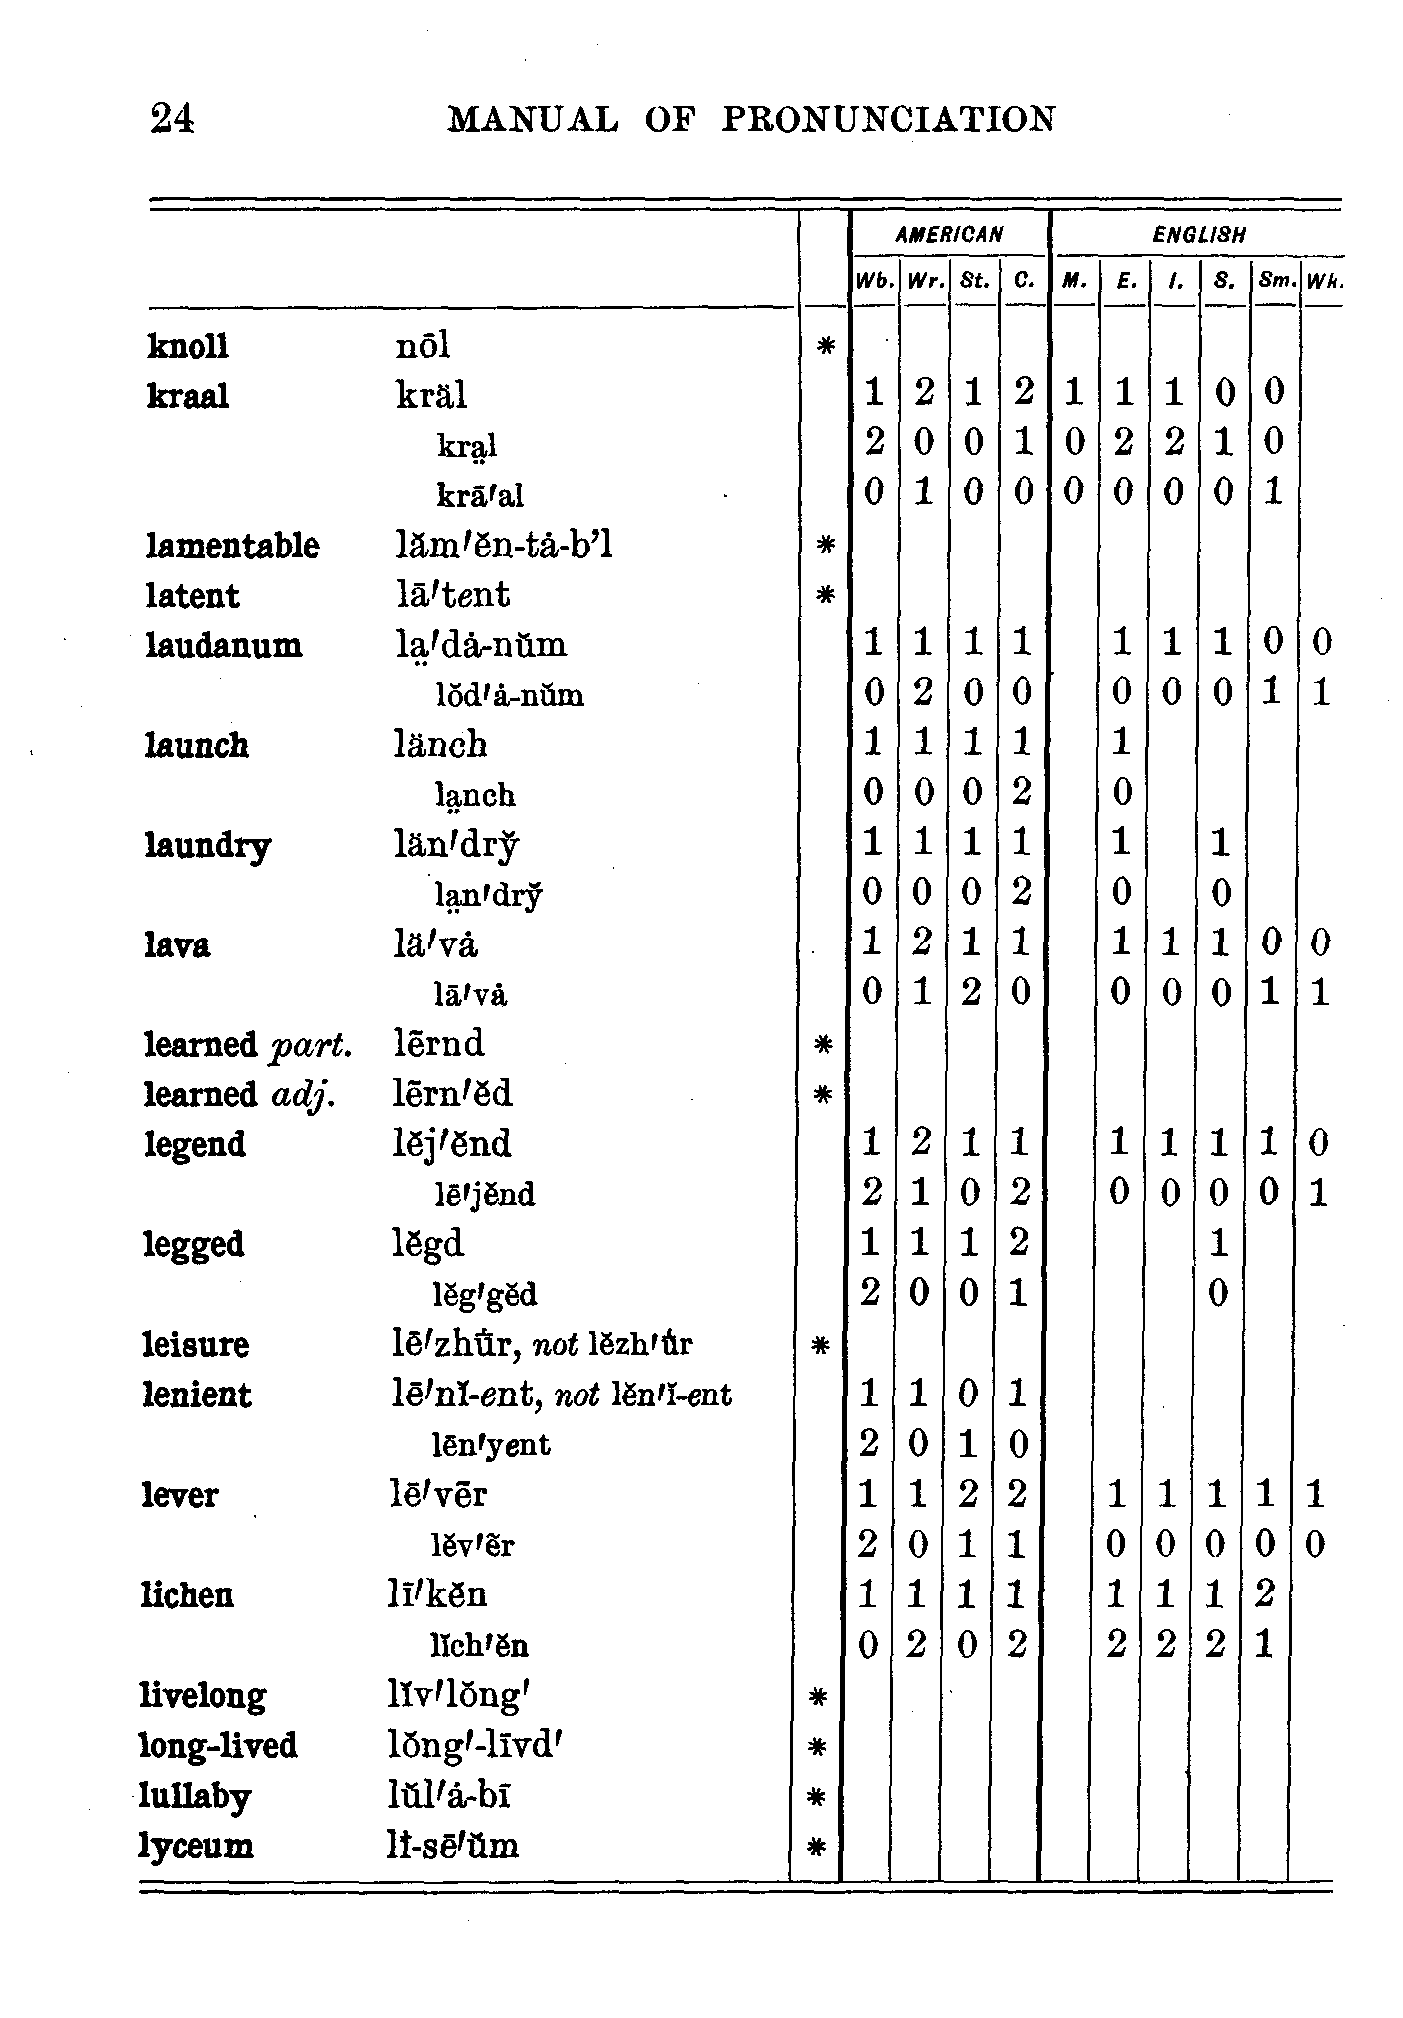 24 MANUAL OF PRONUNCIATION
AMERICAN ENGLISH
Wb. Wr. St. C. M. E. I. S. Sm. Wk.
knoll nōl *
kraal kräl 1 2 1 2 1 1 1 0 0
kra̤l 2 0 0 1 0 2 2 1 0
krā′al 0 1 0 0 0 0 0 0 1
lamentable lăm′ĕn-tȧ-b’l *
latent lā′tent *
laudanum la̤′dȧ-nŭm 1 1 1 1 1 1 1 0 0
lŏd′ȧ-nŭm 0 2 0 0 0 0 0 1 1
launch länch 1 1 1 1 1
la̤nch 0 0 0 2 0
laundry län′dry̆ 1 1 1 1 1 1
la̤n′dry̆ 0 0 0 2 0 0
lava lä′vȧ 1 2 1 1 1 1 1 0 0
lā′vȧ 0 1 2 0 0 0 0 1 1
learned part. lẽrnd *
learned adj. lẽrn′ĕd *
legend lĕj′ĕnd 1 2 1 1 1 1 1 1 0
lē′jĕnd 2 1 0 2 0 0 0 0 1
legged lĕgd 1 1 1 2 1
lĕg′gĕd 2 0 0 1 0
leisure lē′zhu̇r, not lĕzh′u̇r *
lenient lē′nĭ-ent, not lĕn′ĭ-ent 1 1 0 1
lēn′yent 2 0 1 0
lever lē′vẽr 1 1 2 2 1 1 1 1 1
lĕv′ẽr 2 0 1 1 0 0 0 0 0
lichen lī′kĕn 1 1 1 1 1 1 1 2
lĭch′ĕn 0 2 0 2 2 2 2 1
livelong lĭv′lŏng′ *
long-lived lŏng′-līvd′ *
lullaby lŭl′ȧ-bī *
lyceum lī-sē′ŭm *